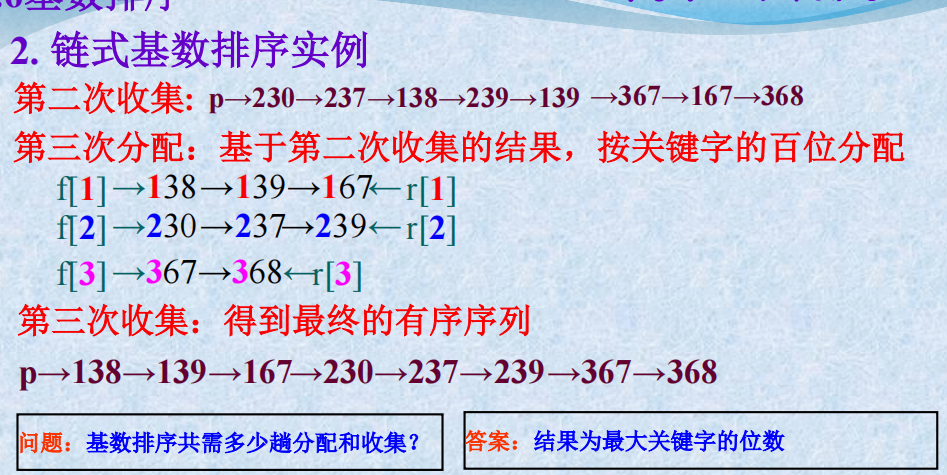 2. 链式基数排序实例
第二次收集: p→230→237→138→239→139 →367→167→368
第三次分配：基于第二次收集的结果，按关键字的百位分配
f[1]→138→139→167←r[1]
f[2]→230→237→239←r[2]
f[3]→367→368←r[3]
第三次收集：得到最终的有序序列
p→138→139→167→230→237→239→367→368
问题：基数排序共需多少趟分配和收集？
答案：结果为最大关键字的位数